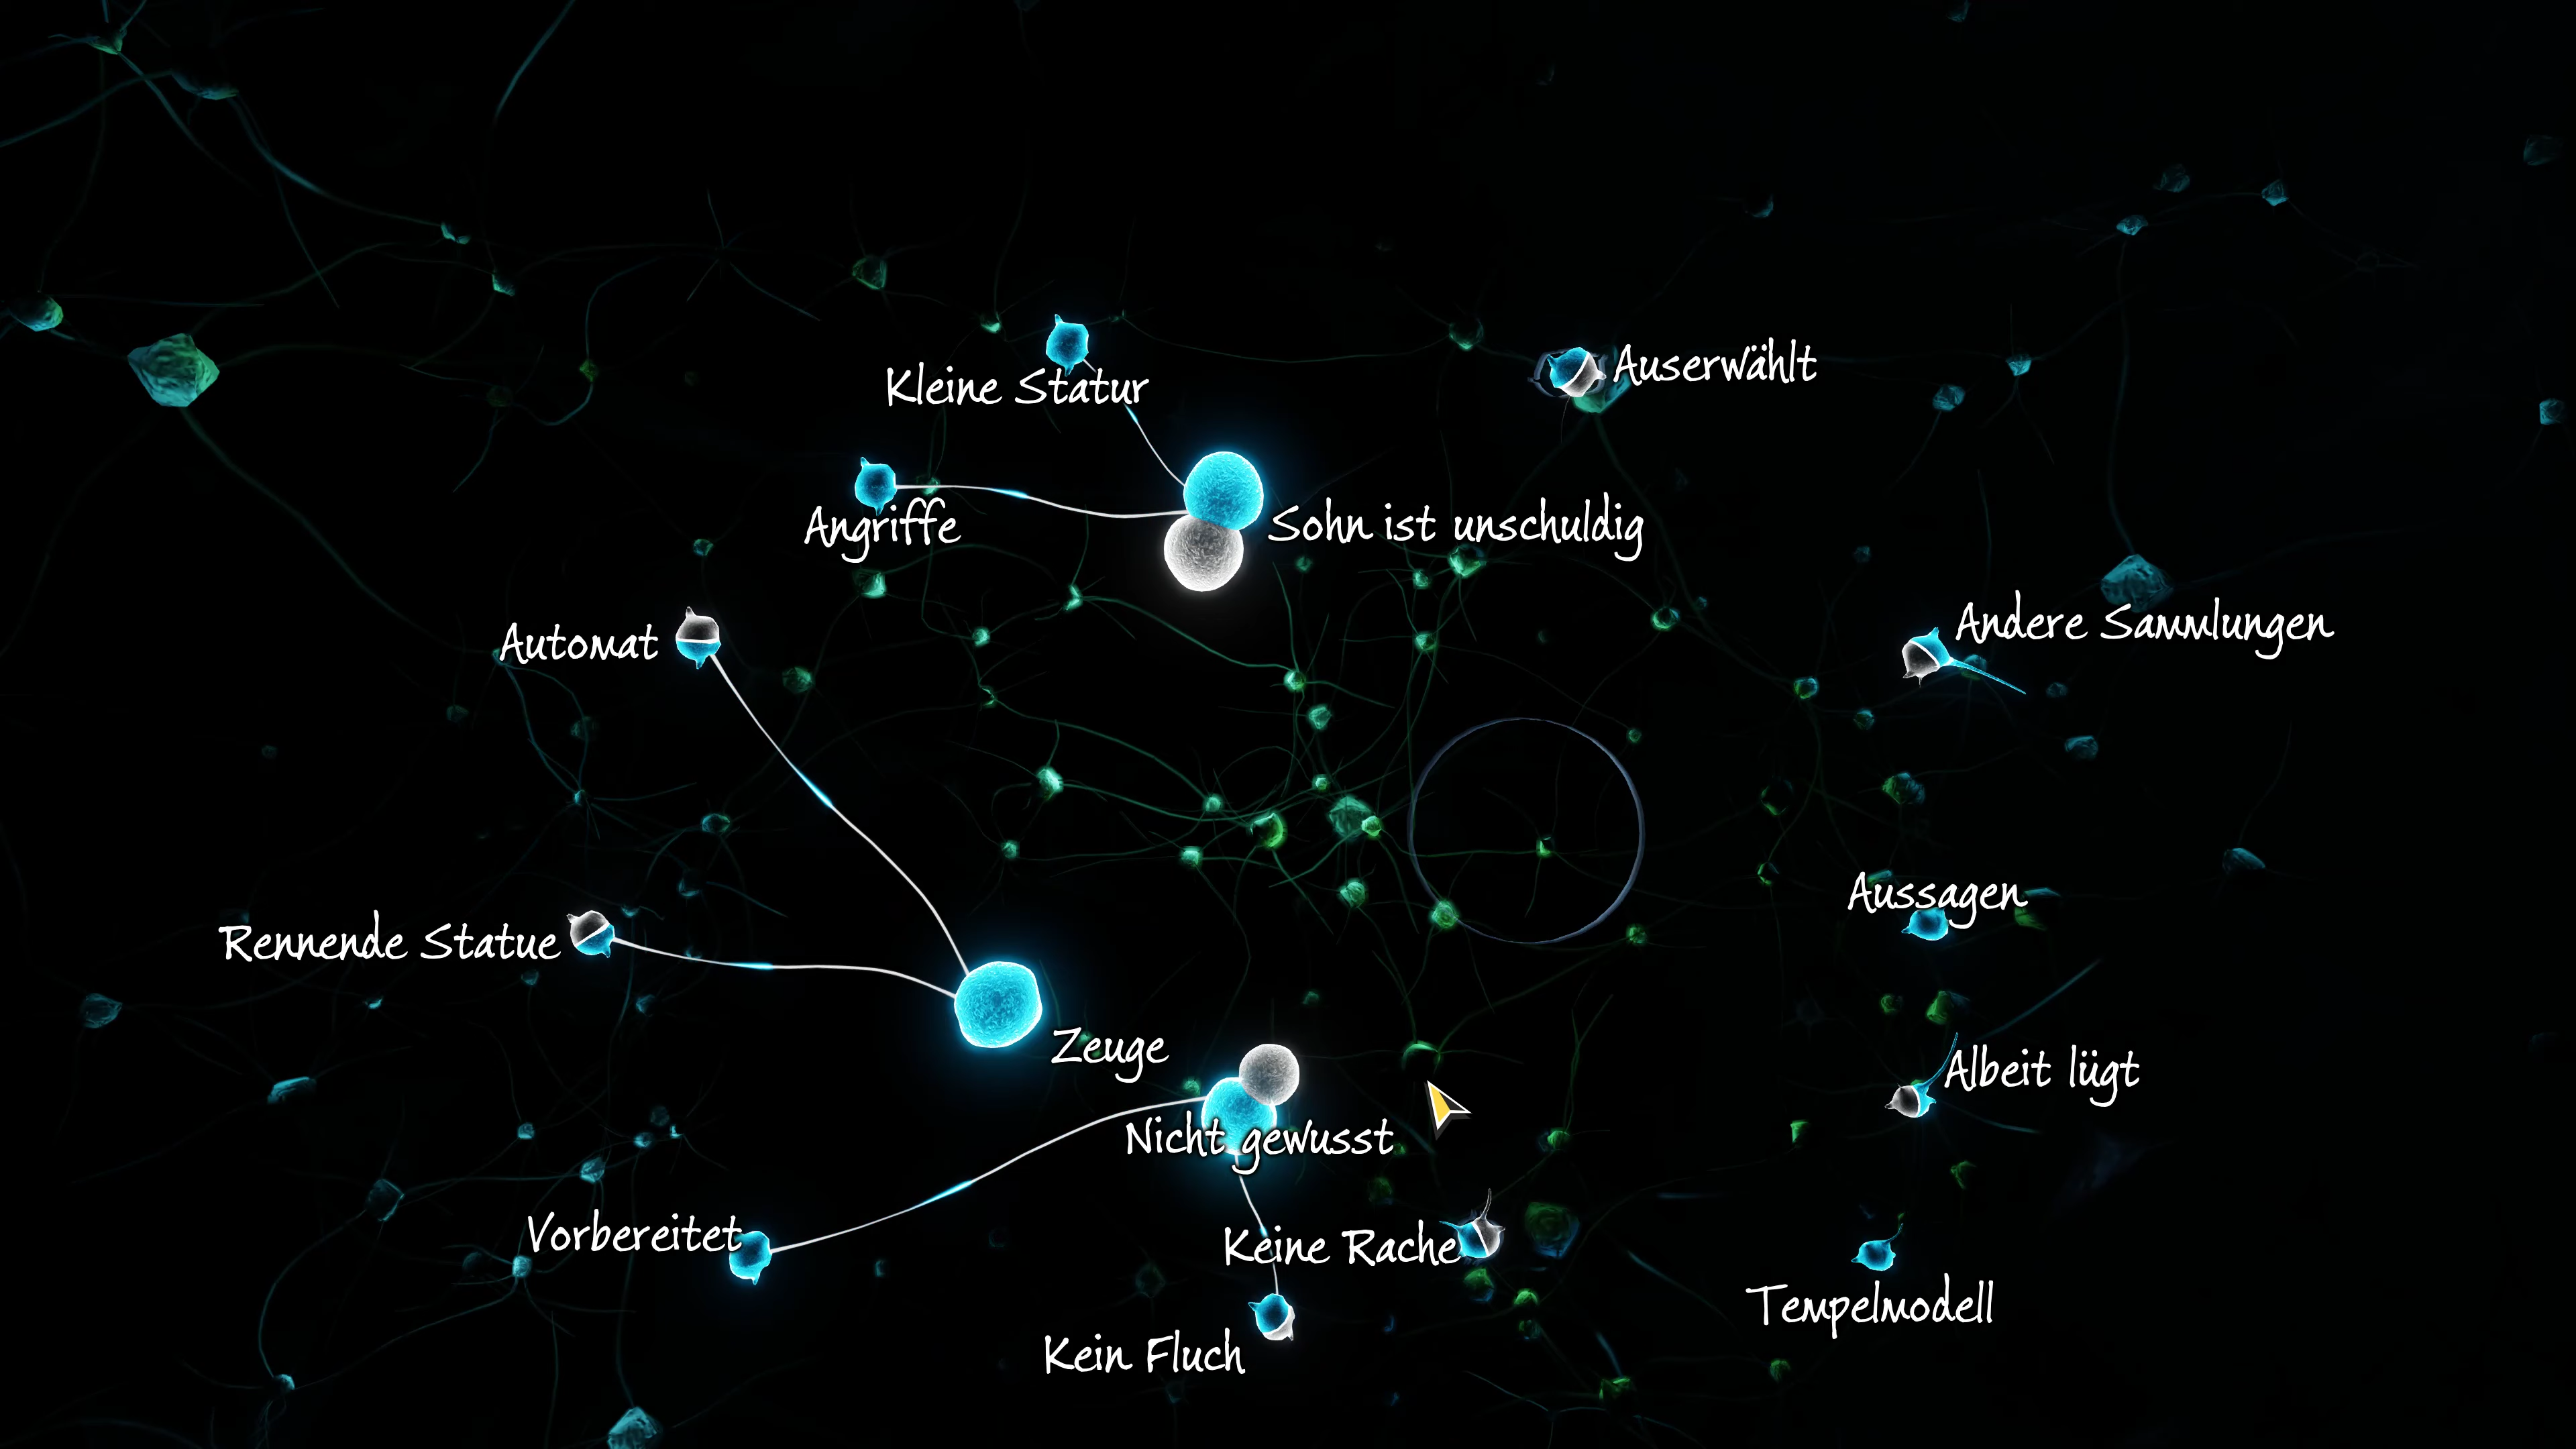 Kleine Statur
Auserwählt
Angriffe
Sohn ist unschuldig
Automat
Andere Sammlungen
Aussagen
Rennende Statue
Zeuge
Albeit lügt
Nicht gewusst
Vorbereitet
Keine Rache
Tempelmodell
Kein Fluch